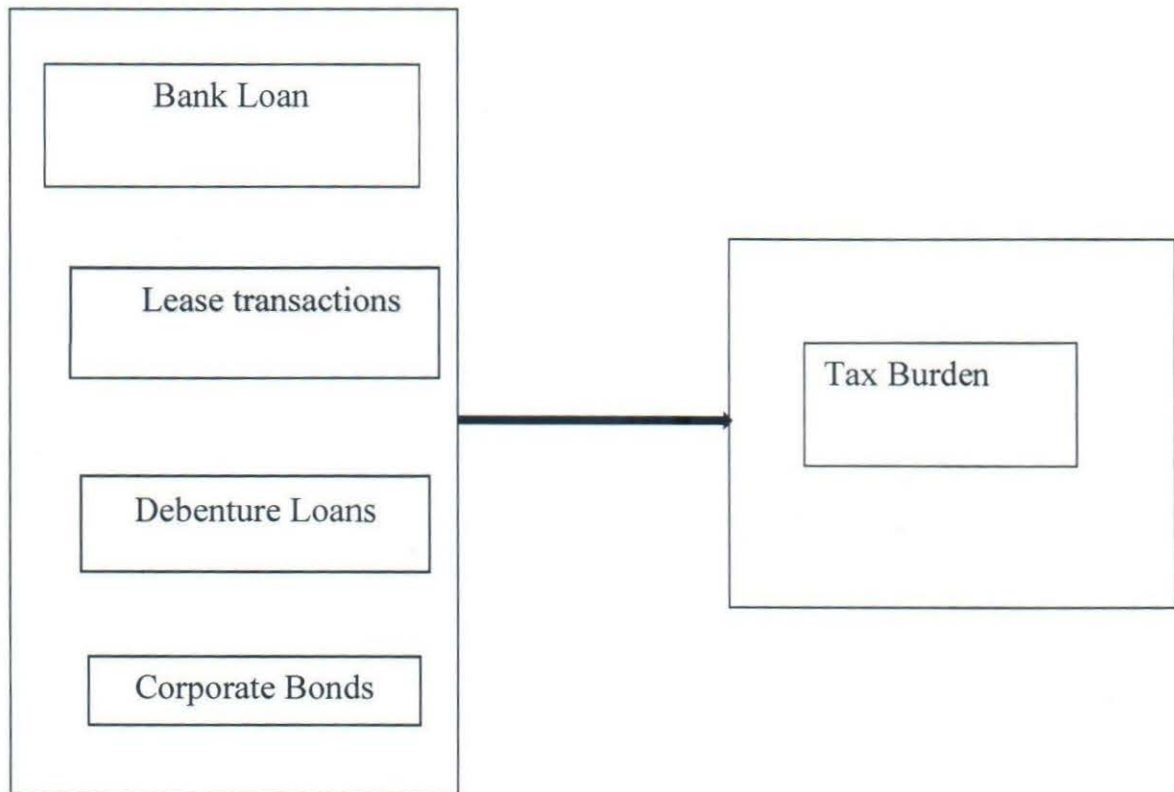 Bank Loan
Lease transactions
Tax Burden
Debenture Loans
Corporate Bonds